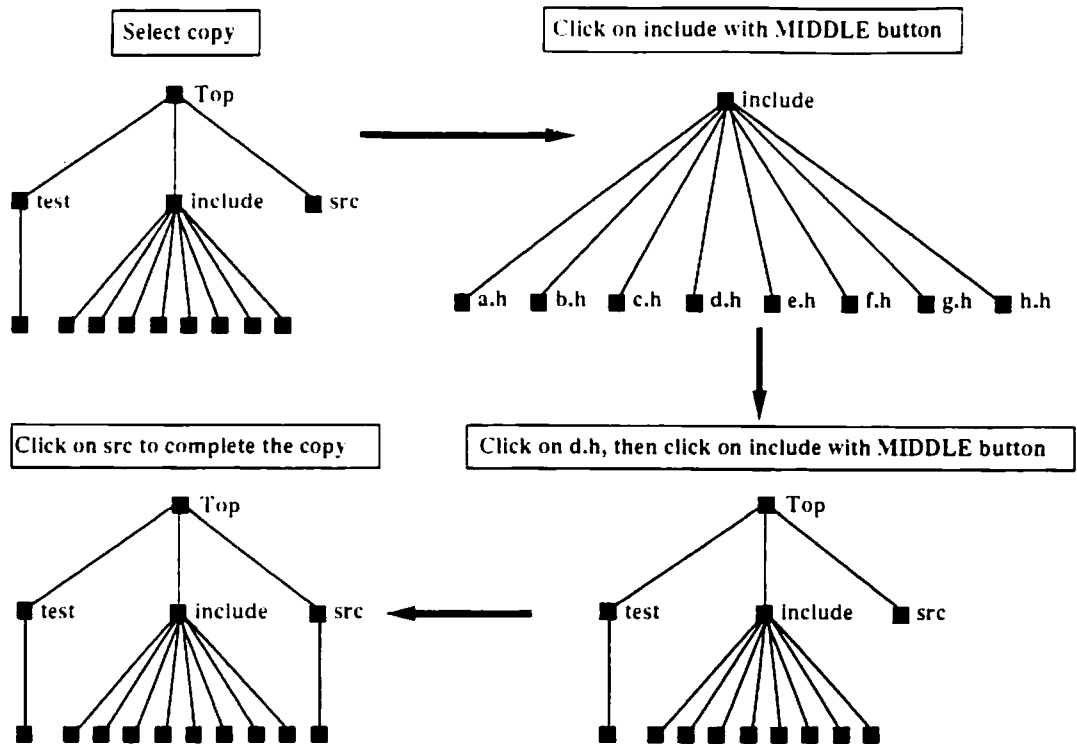 Select copy
Click on include with MIDDLE button
Top
test
include
src
include
a.h
b.h
c.h
d.h
e.h
f.h
g.h
h.h
Click on src to complete the copy
Click on d.h, then click on include with MIDDLE button
Top
test
include
src
Top
test
include
src